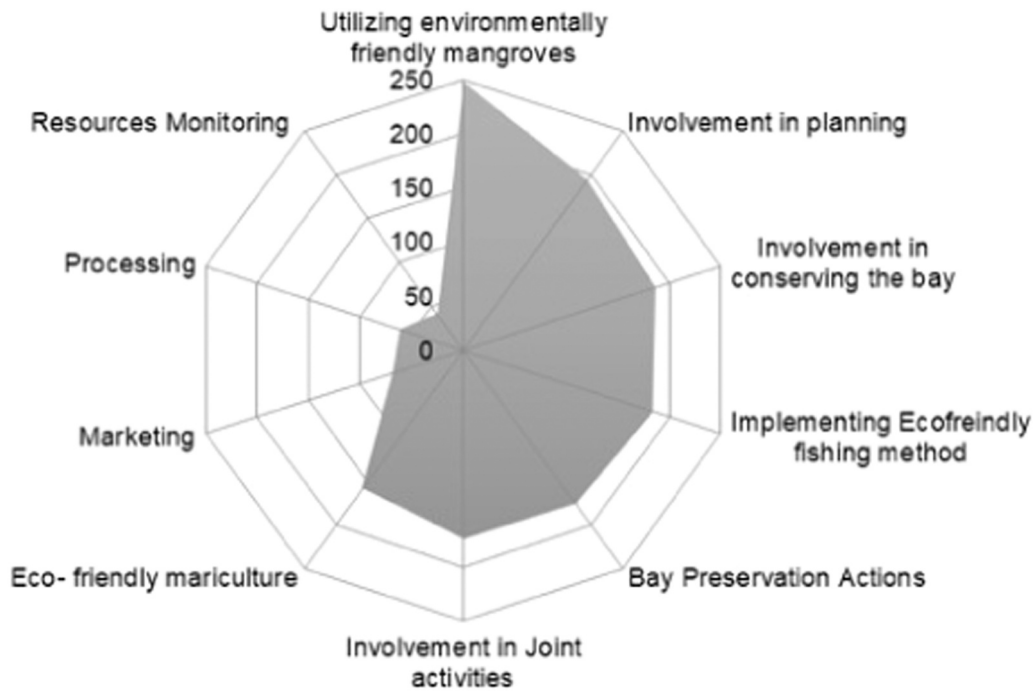 Utilizing environmentally
friendly mangroves
250
200
150
100
50
0
Involvement in planning
Involvement in
conserving the bay
Implementing Ecofreindly
fishing method
Bay Preservation Actions
Involvement in Joint
activities
Eco- friendly mariculture
Marketing
Processing
Resources Monitoring